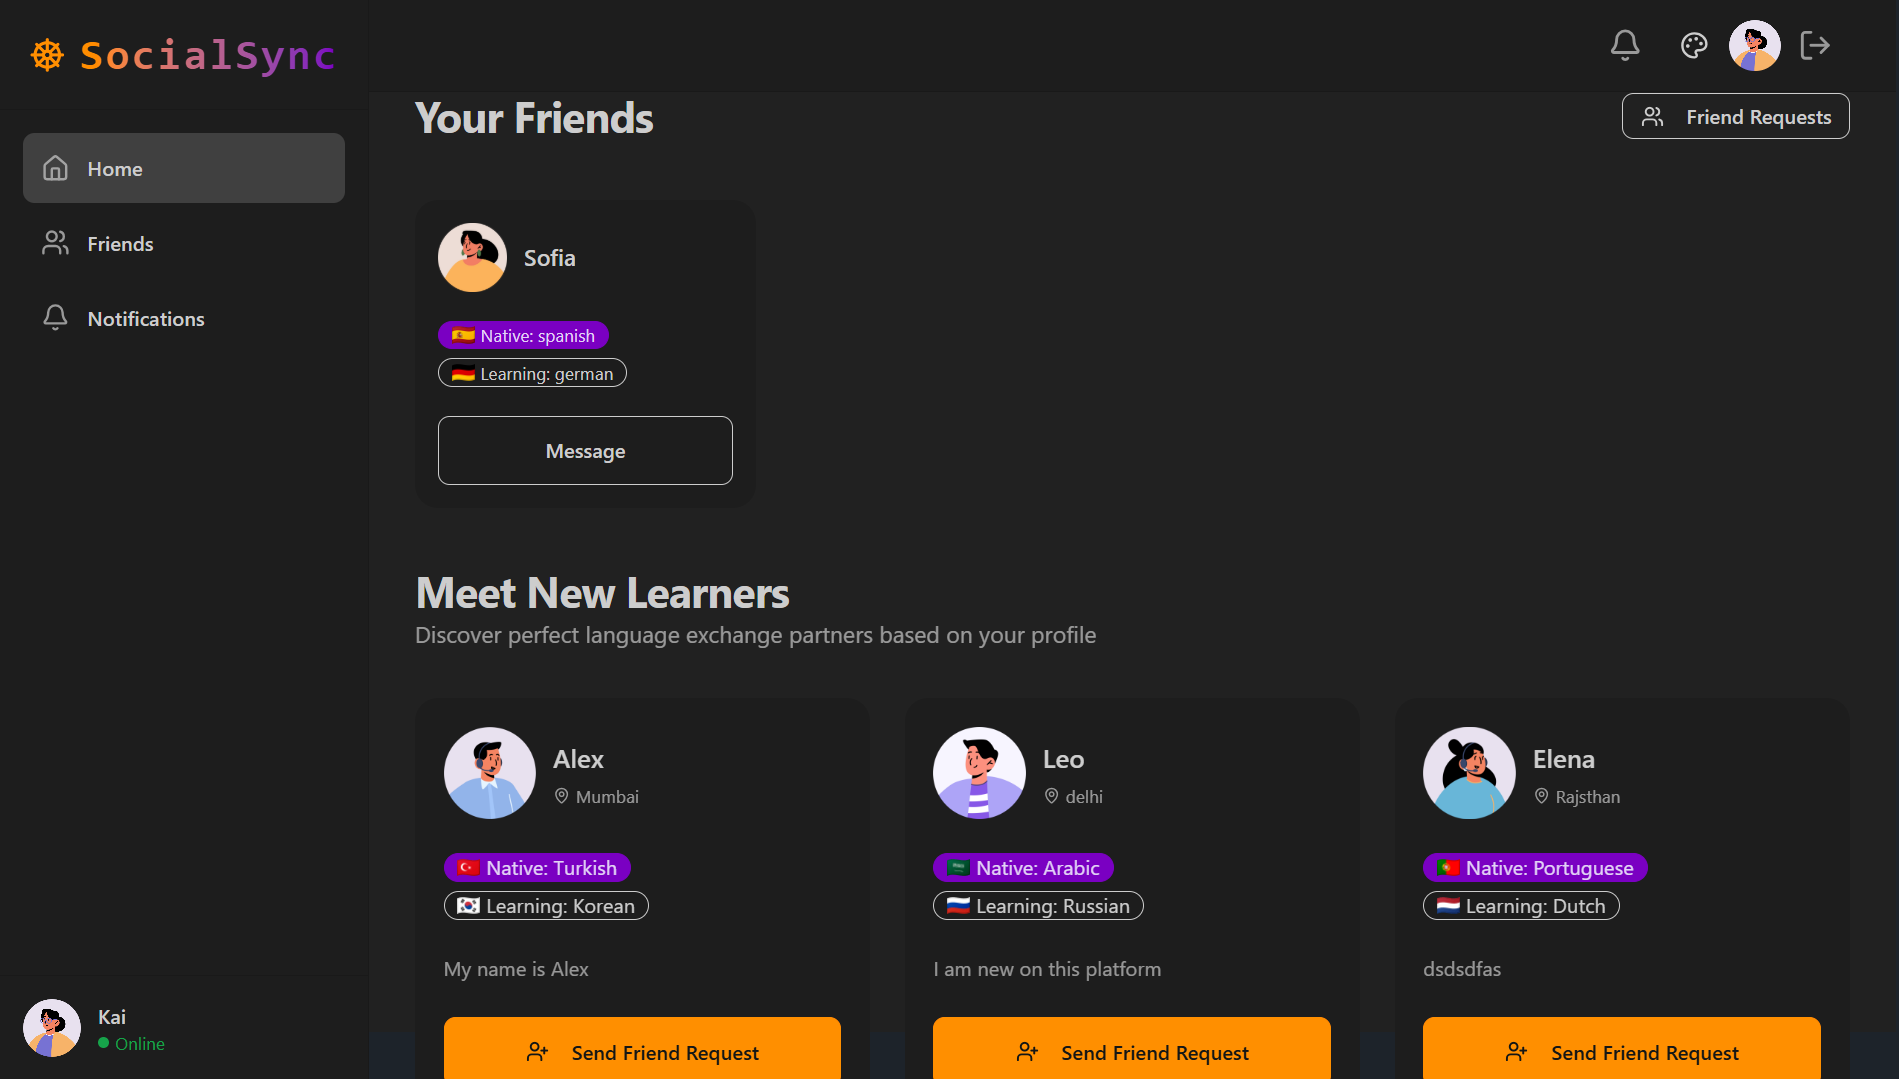 SocialSync
Home
Friends
Notifications
Kai
Online
Your Friends
Friend Requests
Sofia
Native: spanish
Learning: german
Message
Meet New Learners
Discover perfect language exchange partners based on your profile
Alex
Mumbai
Native: Turkish
Learning: Korean
My name is Alex
Send Friend Request
Leo
delhi
Native: Arabic
Learning: Russian
I am new on this platform
Send Friend Request
Elena
Rajsthan
Native: Portuguese
Learning: Dutch
dsdsdfas
Send Friend Request